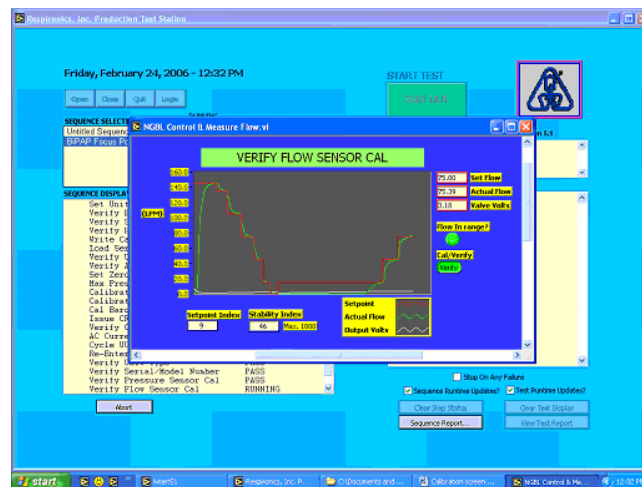 Respironics, Inc. Production Test Station
Friday, February 24, 2006 - 12:32 PM
START TEST
Open Close Quit Login
SEQUENCE SELECTI
Untitled Sequenc
BiPAP Focus Po
NGBL Control & Measure Flow.vi
VERIFY FLOW SENSOR CAL
160.0
140.0
120.0
100.0
80.0
60.0
40.0
20.0
0.0
(LPM)
75.00 Set Flow
75.39 Actual Flow
Valve Volts
Flow In range?
Cal/Verify
Verify
Setpoint Index
9
Stability Index
46 Max. 1000
Setpoint
Actual Flow
Output Volts
SEQUENCE DISPLA
Set Unit
Verify
Verify S
Verify
Write Ca
Load Sen
Verify U
Verify A
Set Zero
Max Pres
Calibrat
Calibrat
Cal Baro
Issue CR
Verify C
AC Curre
Cycle UU
Re-Enter
Verify Serial/Model Number PASS
Verify Pressure Sensor Cal PASS
Verify Flow Sensor Cal RUNNING
Abort
Stop On Any Failure
Sequence Runtime Updates? Test Runtime Updates?
Clear Step Status Clear Test Display
Sequence Report... View Test Report
start
Respironics, Inc. P...
C:\Documents and ...
Calibration screen ...
NGBL Control & Me...
12:32 PM